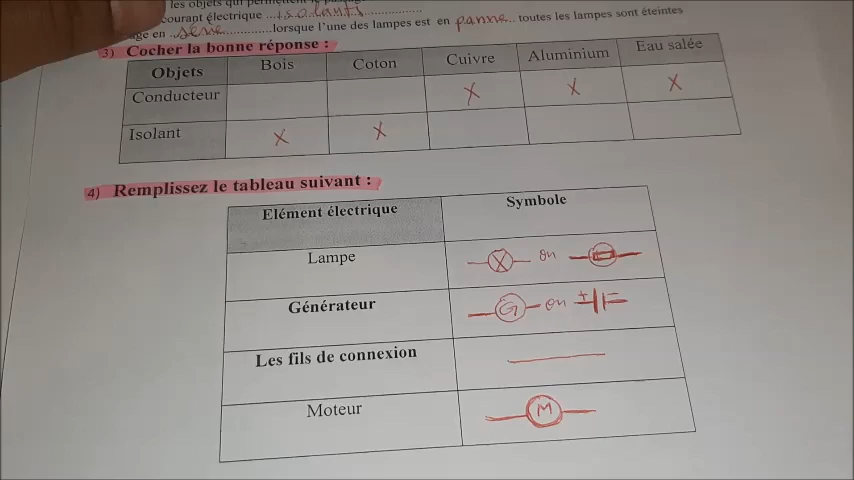 les objets qui
courant électrique ...isolants...................
age en ..série..............lorsque l'une des lampes est en panne.. toutes les lampes sont éteintes
3) Cocher la bonne réponse :
Objets Bois Coton Cuivre Aluminium Eau salée
Conducteur X X X
Isolant X X
4) Remplissez le tableau suivant :
Elément électrique Symbole
Lampe X ou
Générateur G ou + -
Les fils de connexion
Moteur M